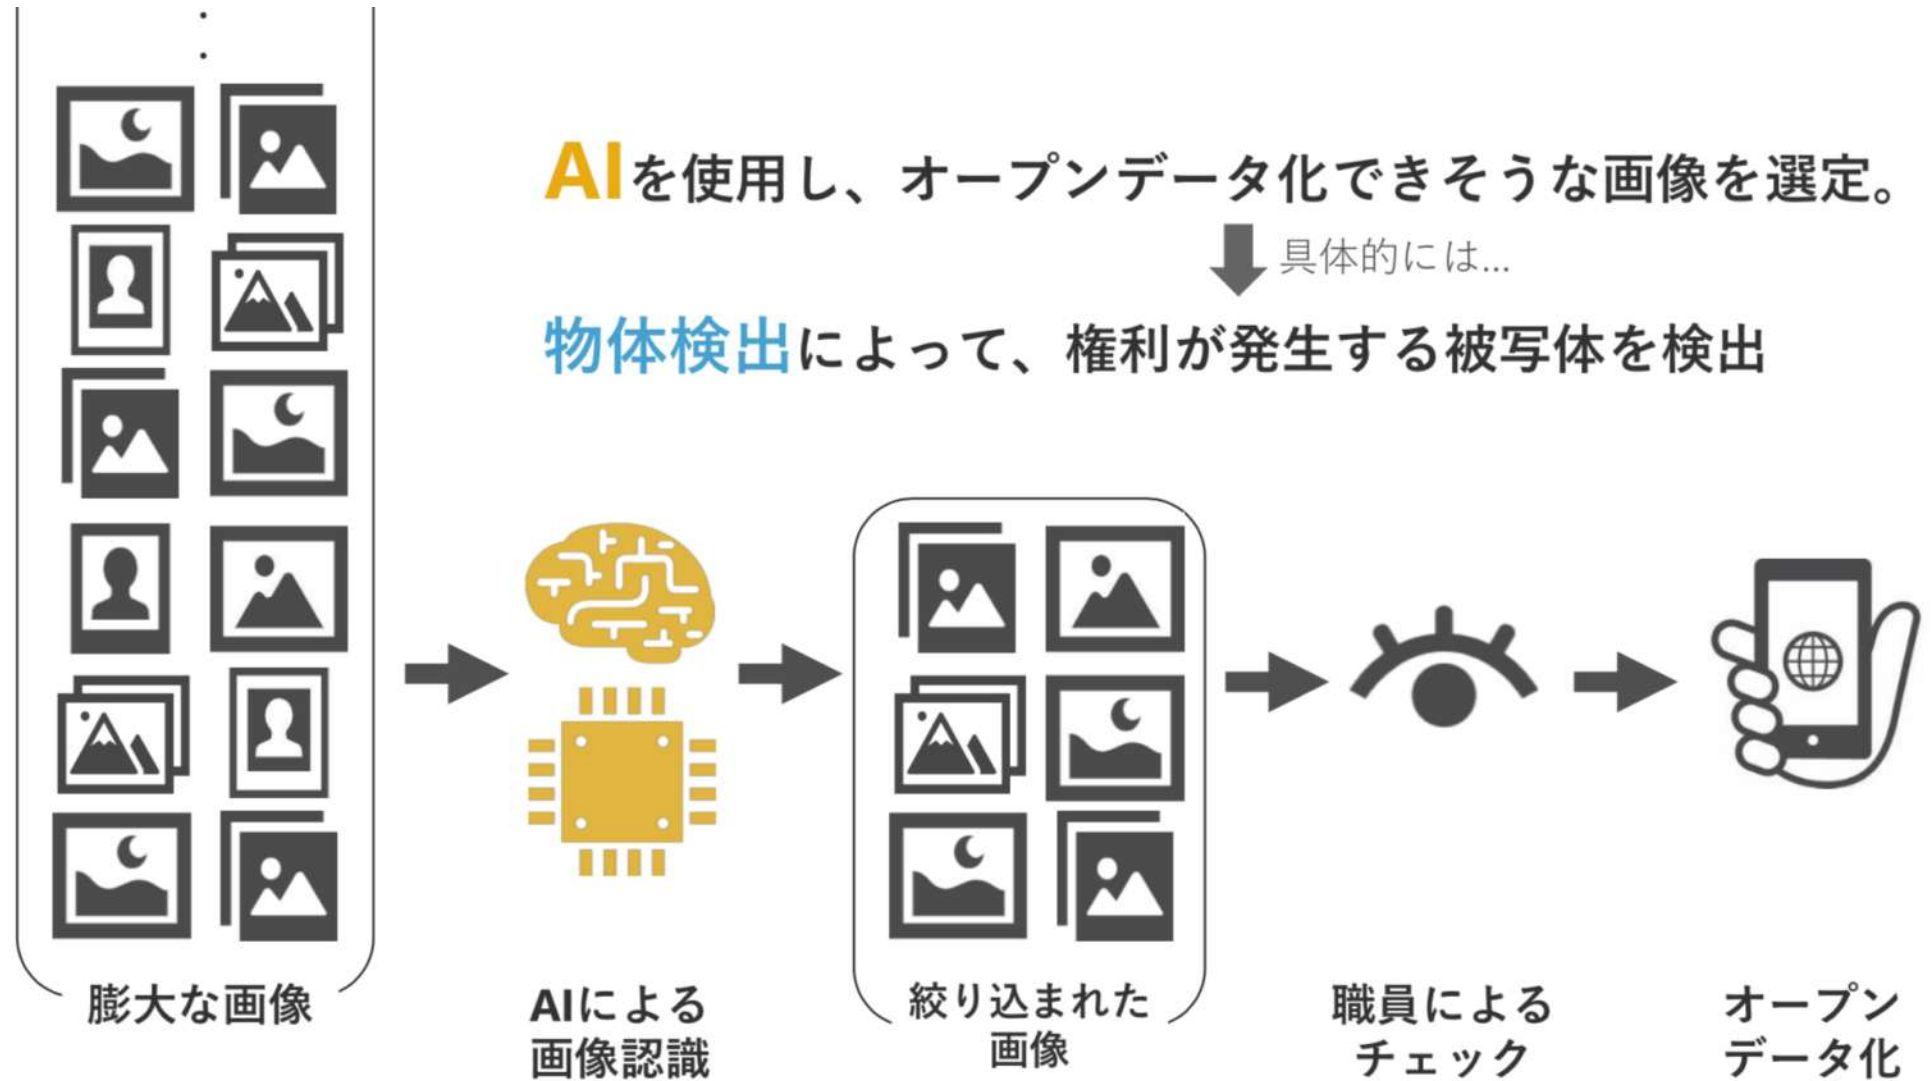 AIを使用し、オープンデータ化できそうな画像を選定。
具体的には...
物体検出によって、権利が発生する被写体を検出
膨大な画像
AIによる
画像認識
絞り込まれた
画像
職員による
チェック
オープン
データ化